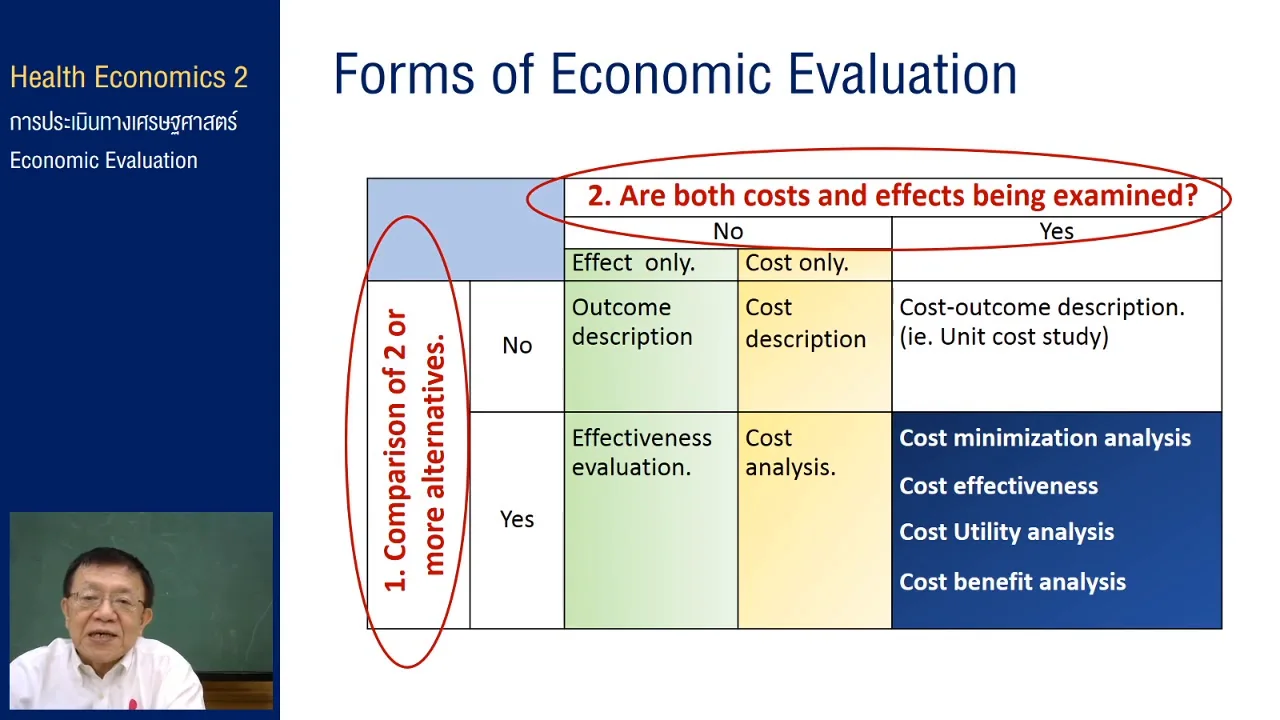 Health Economics 2
การประเมินทางเศรษฐศาสตร์
Economic Evaluation
Forms of Economic Evaluation
2. Are both costs and effects being examined?
No
Yes
Effect only.
Cost only.
1. Comparison of 2 or
more alternatives.
No
Outcome
description
Cost
description
Cost-outcome description.
(ie. Unit cost study)
Yes
Effectiveness
evaluation.
Cost
analysis.
Cost minimization analysis
Cost effectiveness
Cost Utility analysis
Cost benefit analysis